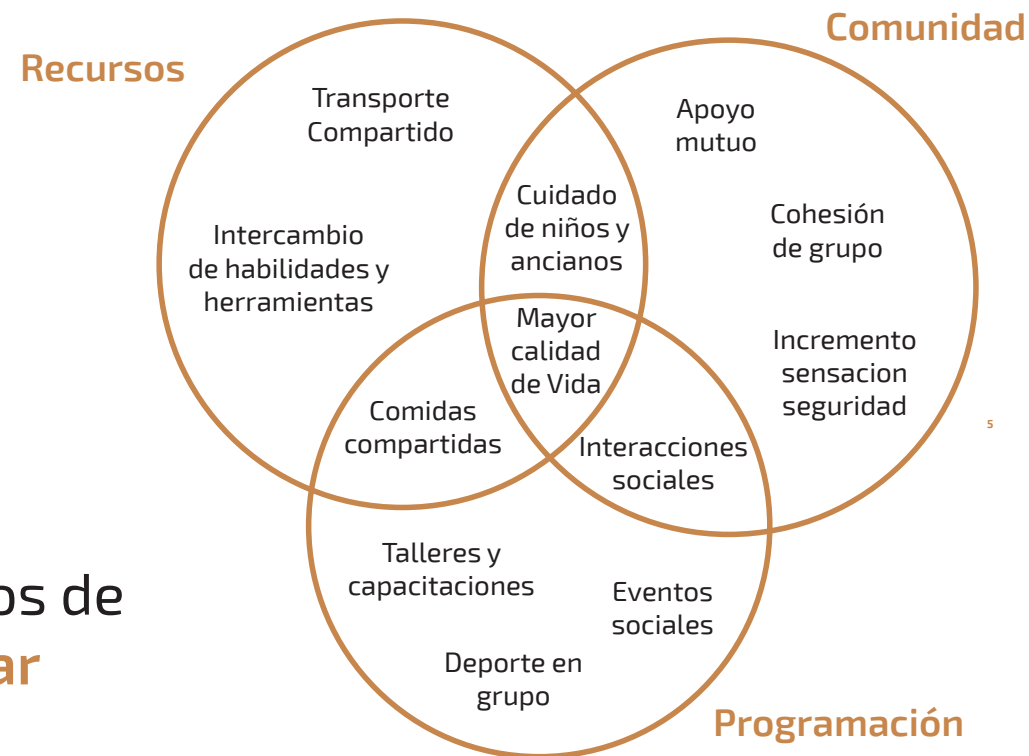 Comunidad
Recursos
Transporte
Compartido
Apoyo
mutuo
Cuidado
de niños y
ancianos
Cohesión
de grupo
Intercambio
de habilidades y
herramientas
Mayor
calidad
de Vida
Incremento
sensacion
seguridad
Comidas
compartidas
5
Interacciones
sociales
Talleres y
capacitaciones
Eventos
sociales
os de
ar
Deporte en
grupo
Programación